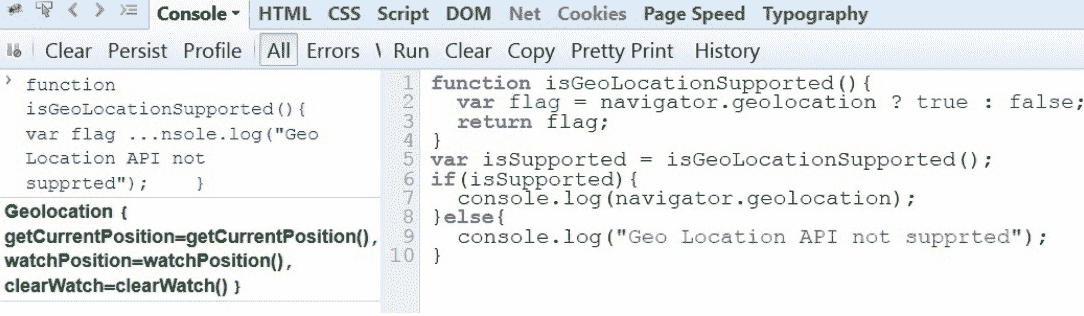 Console HTML CSS Script DOM Net Cookies Page Speed Typography
Clear Persist Profile All Errors Run Clear Copy Pretty Print History
function
isGeoLocationSupported(){
var flag ...nsole.log("Geo
Location API not
supprted"); }
Geolocation {
getCurrentPosition=getCurrentPosition(),
watchPosition=watchPosition(),
clearWatch=clearWatch() }
1 function isGeoLocationSupported(){
2 var flag = navigator.geolocation ? true : false;
3 return flag;
4 }
5 var isSupported = isGeoLocationSupported();
6 if(isSupported){
7 console.log(navigator.geolocation);
8 }else{
9 console.log("Geo Location API not supprted");
10 }